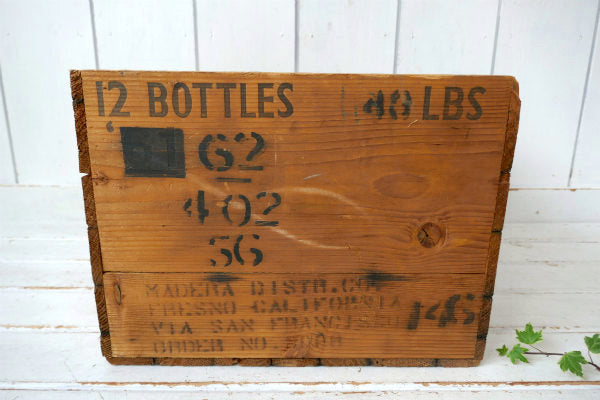 12 BOTTLES 48 LBS
62
402
56
MADERA DISTR. CO.
FRESNO CALIFORNIA
VIA SAN FRANCISCO
ORDER NO.